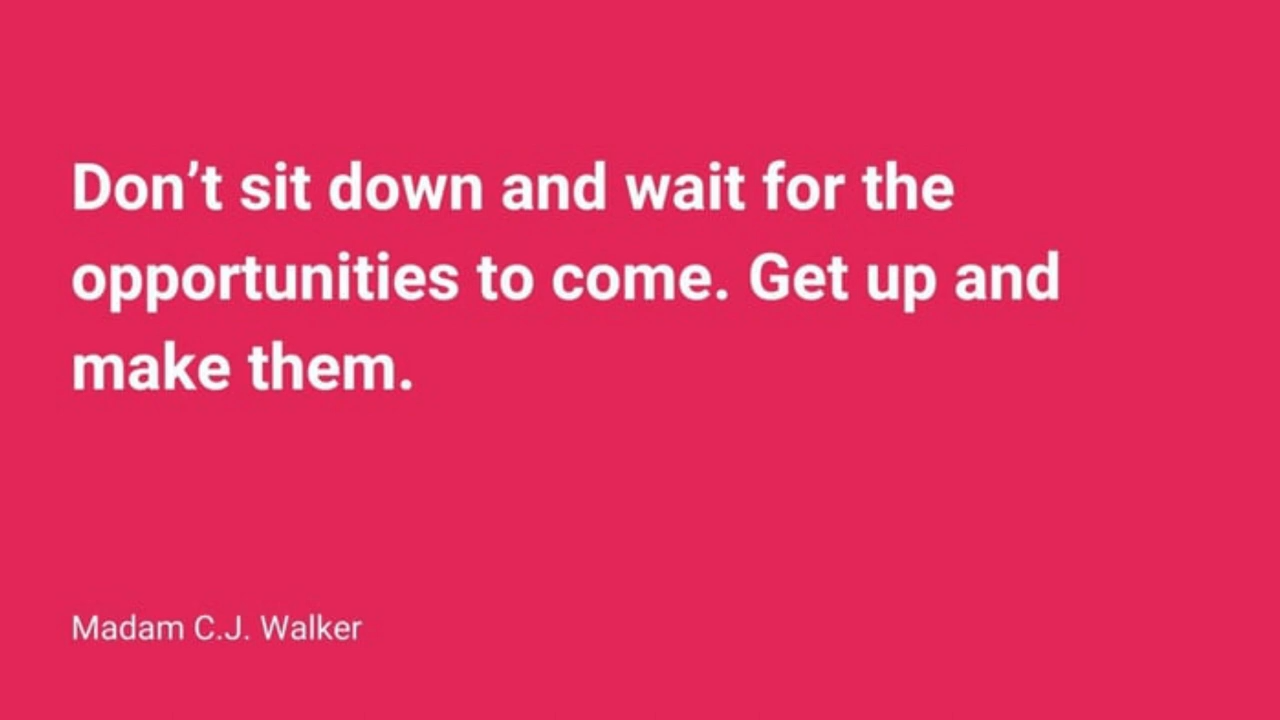 Don’t sit down and wait for the
opportunities to come. Get up and
make them.
Madam C.J. Walker